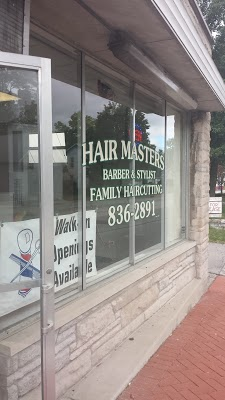 HAIR MASTERS
BARBER & STYLIST
FAMILY HAIRCUTTING
836-2891
Walk-in
Openings
Available